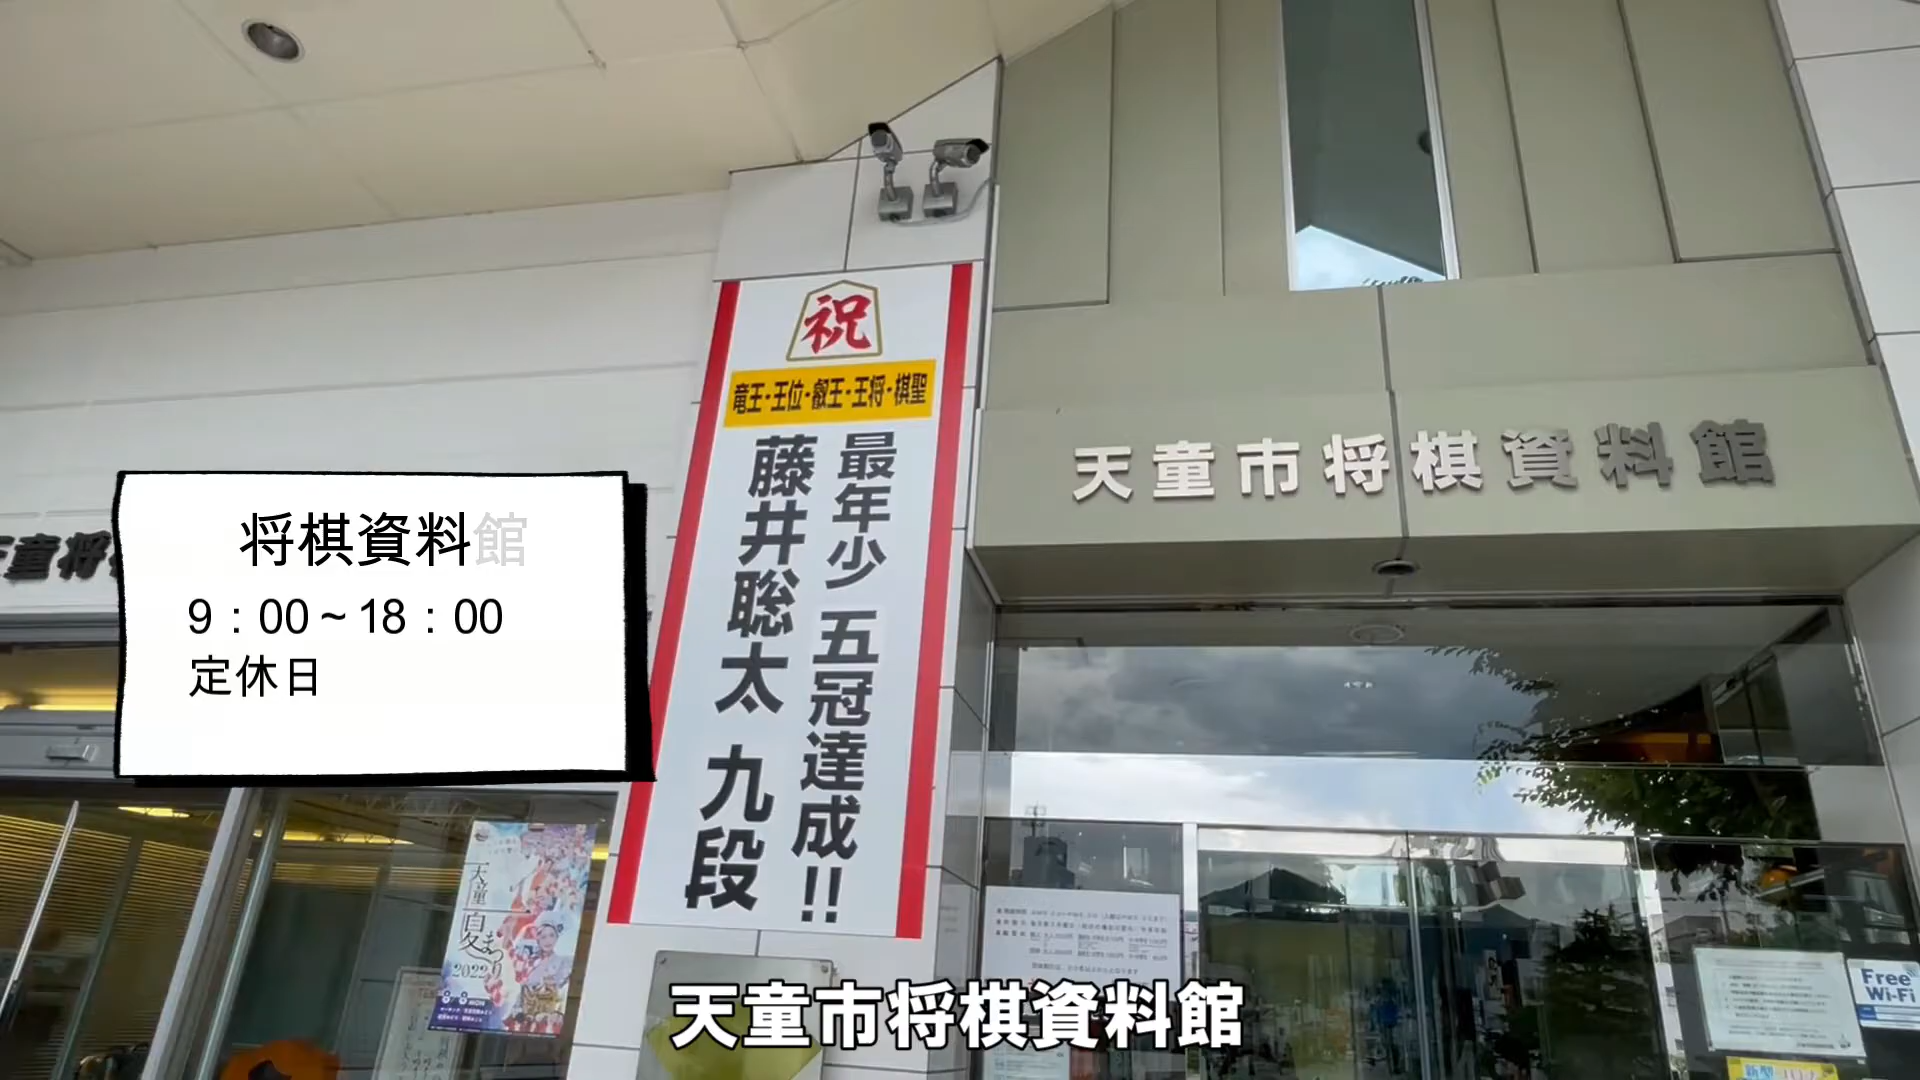 祝
竜王・王位・叡王・王将・棋聖
最年少 五冠達成!!
藤井聡太 九段
天童市将棋資料館
将棋資料館
9:00~18:00
定休日
天童将
天童
夏まつり
2022
Free
Wi-Fi
天童市将棋資料館